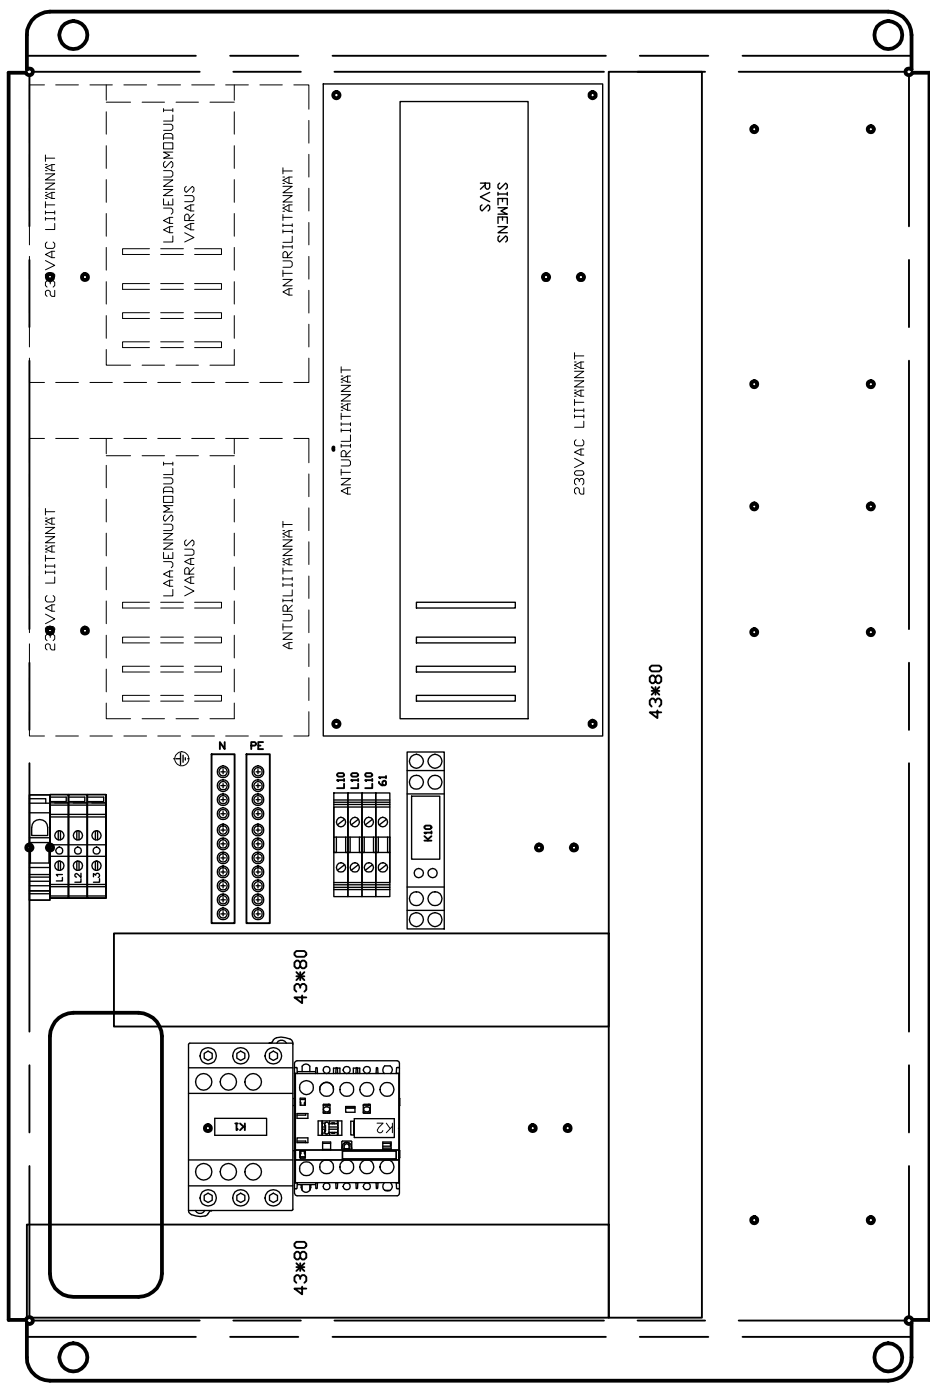 230VAC LIITÄNNÄT
LAAJENNUSMODULI
VARAUS
ANTURILIITÄNNÄT
SIEMENS
RVS
ANTURILIITÄNNÄT
230VAC LIITÄNNÄT
230VAC LIITÄNNÄT
LAAJENNUSMODULI
VARAUS
ANTURILIITÄNNÄT
43*80
N
PE
L10
L10
L10
61
K10
L1
L2
L3
43*80
K1
K2
43*80